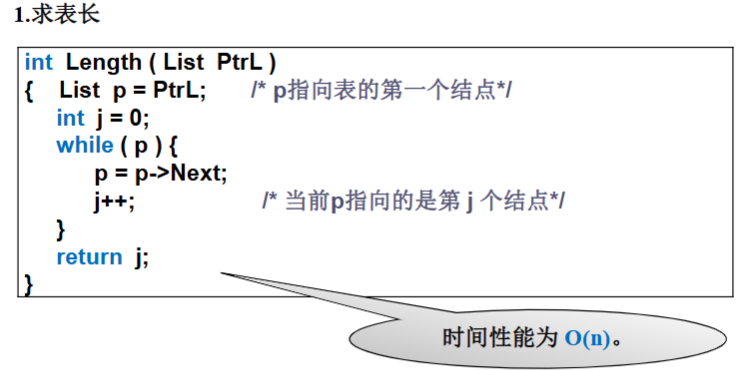 1.求表长
int Length ( List PtrL )
{ List p = PtrL; /* p指向表的第一个结点*/
int j = 0;
while ( p ) {
p = p->Next;
j++; /* 当前p指向的是第 j 个结点*/
}
return j;
}
时间性能为 O(n)。